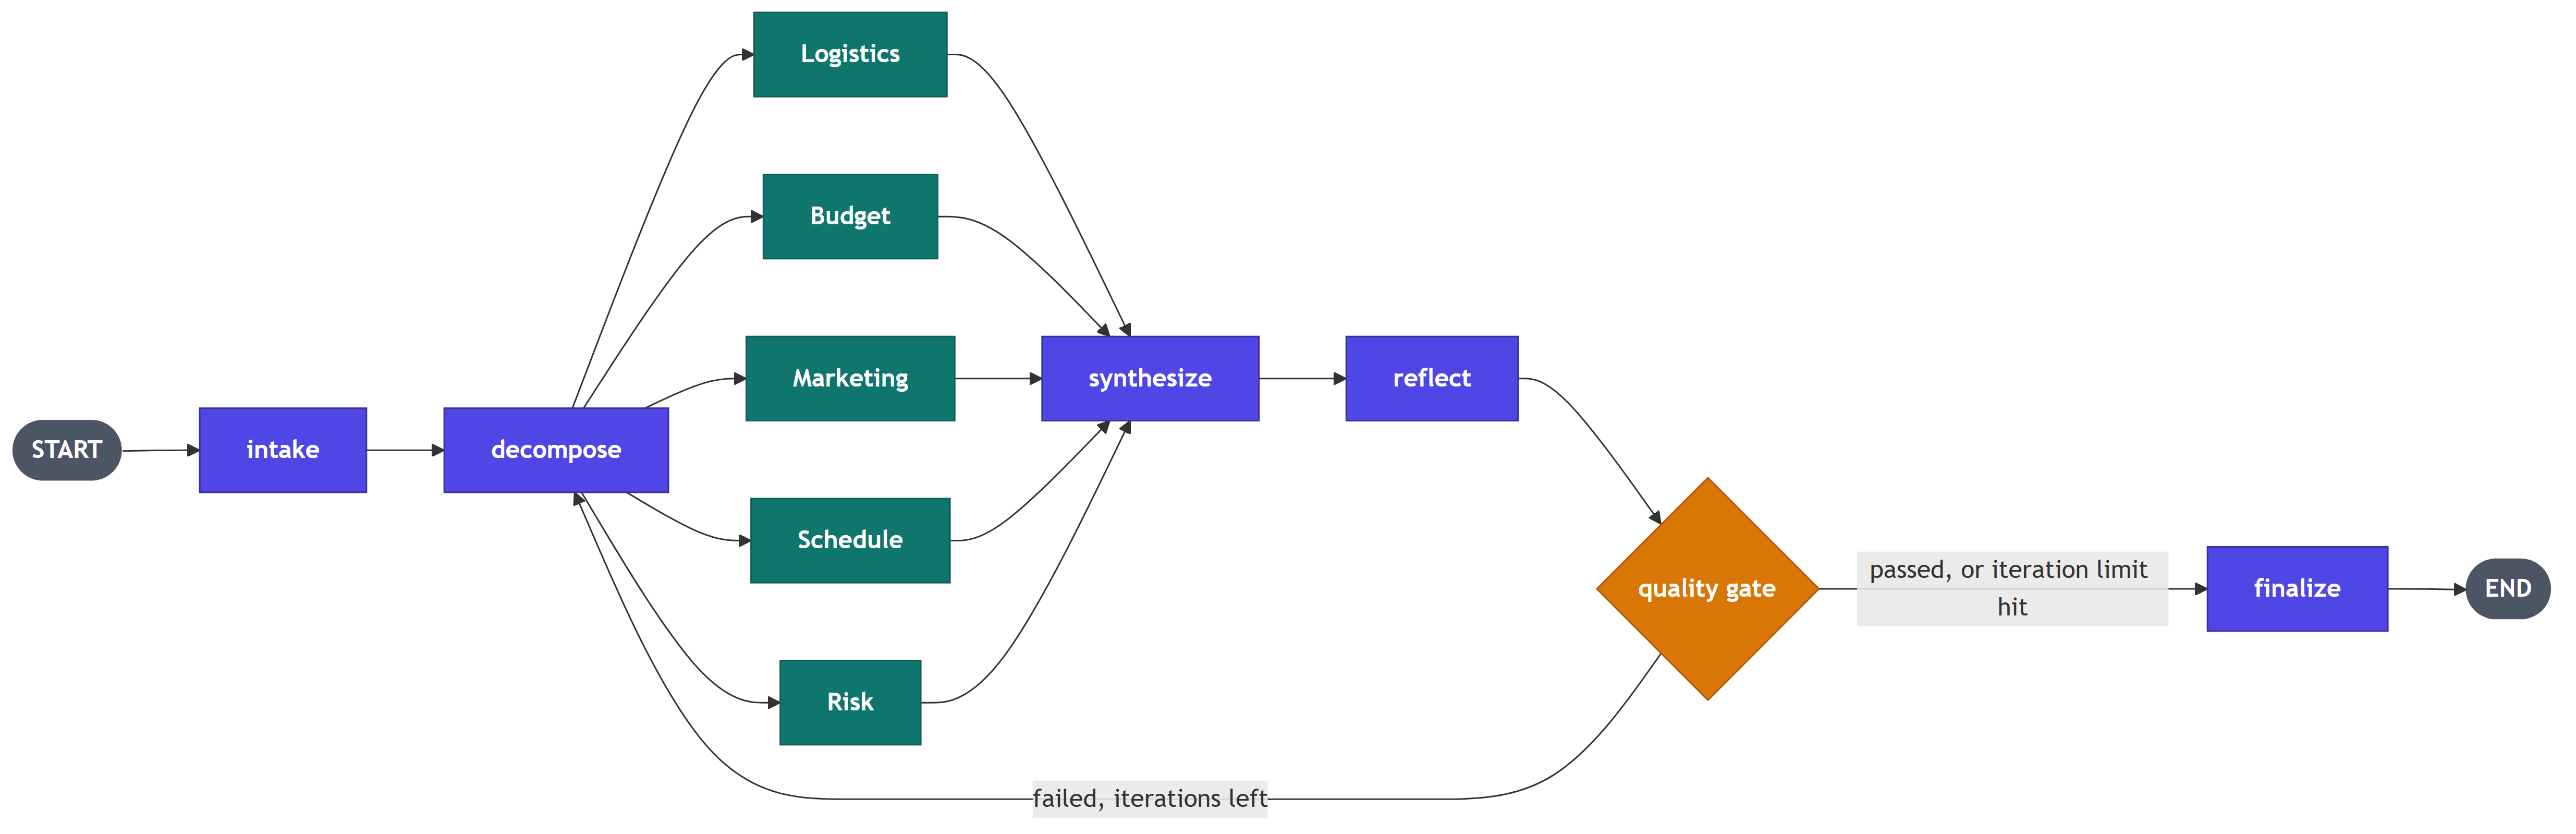 START
intake
decompose
Logistics
Budget
Marketing
Schedule
Risk
synthesize
reflect
quality gate
passed, or iteration limit
hit
failed, iterations left
finalize
END